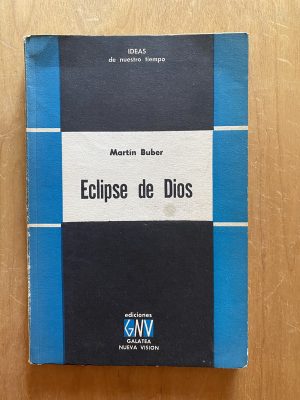 IDEAS
de nuestro tiempo
Martin Buber
Eclipse de Dios
ediciones
GNV
GALATEA
NUEVA VISION